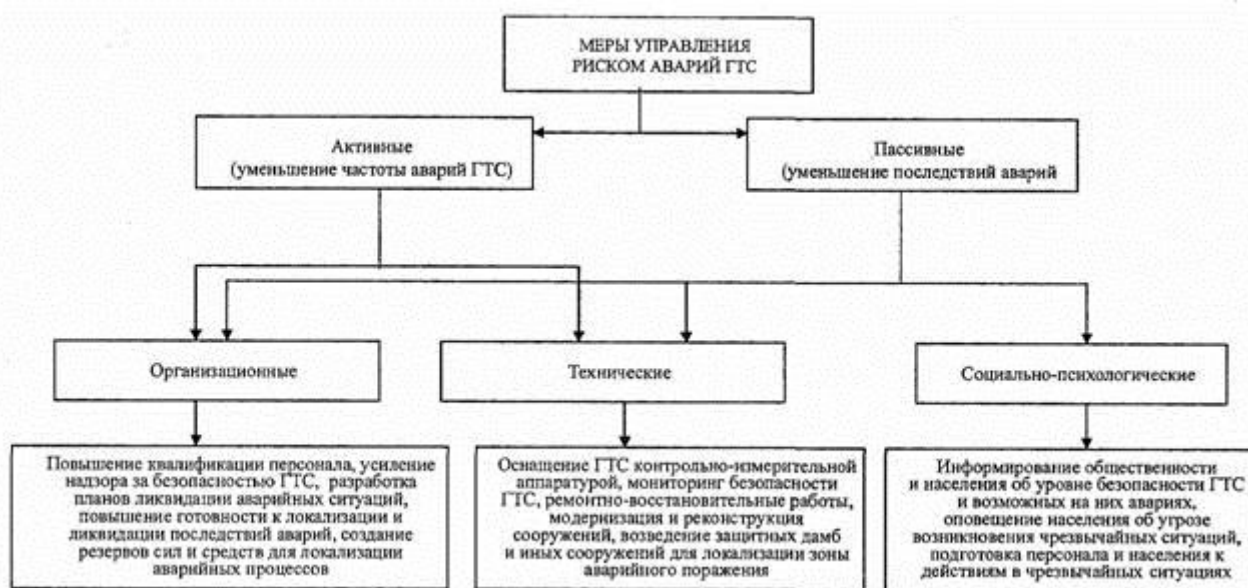 МЕРЫ УПРАВЛЕНИЯ
РИСКОМ АВАРИЙ ГТС
Активные
(уменьшение частоты аварий ГТС)
Пассивные
(уменьшение последствий аварий
Организационные
Технические
Социально-психологические
Повышение квалификации персонала, усиление
надзора за безопасностью ГТС, разработка
планов ликвидации аварийных ситуаций,
повышение готовности к локализации и
ликвидации последствий аварий, создание
резервов сил и средств для локализации
аварийных процессов
Оснащение ГТС контрольно-измерительной
аппаратурой, мониторинг безопасности
ГТС, ремонтно-восстановительные работы,
модернизация и реконструкция
сооружений, возведение защитных дамб
и иных сооружений для локализации зоны
аварийного поражения
Информирование общественности
и населения об уровне безопасности ГТС
и возможных на них авариях,
оповещение населения об угрозе
возникновения чрезвычайных ситуаций,
подготовка персонала и населения к
действиям в чрезвычайных ситуациях